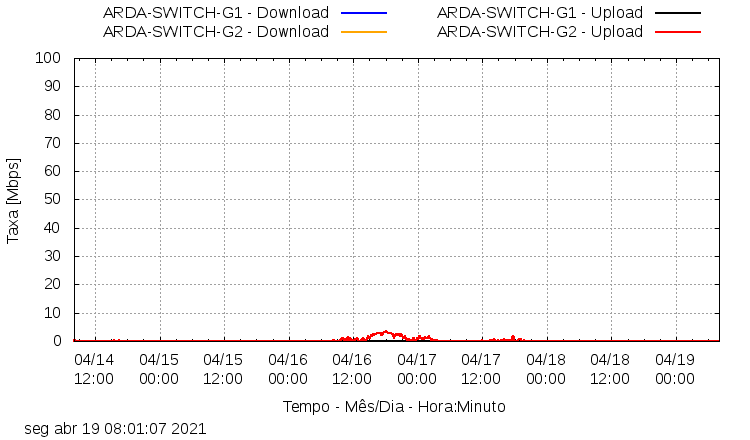 ARDA-SWITCH-G1 - Download ARDA-SWITCH-G1 - Upload
ARDA-SWITCH-G2 - Download ARDA-SWITCH-G2 - Upload
Taxa [Mbps]
100
90
80
70
60
50
40
30
20
10
0
04/14 04/15 04/15 04/16 04/16 04/17 04/17 04/18 04/18 04/19
12:00 00:00 12:00 00:00 12:00 00:00 12:00 00:00 12:00 00:00
Tempo - Mês/Dia - Hora:Minuto
seg abr 19 08:01:07 2021